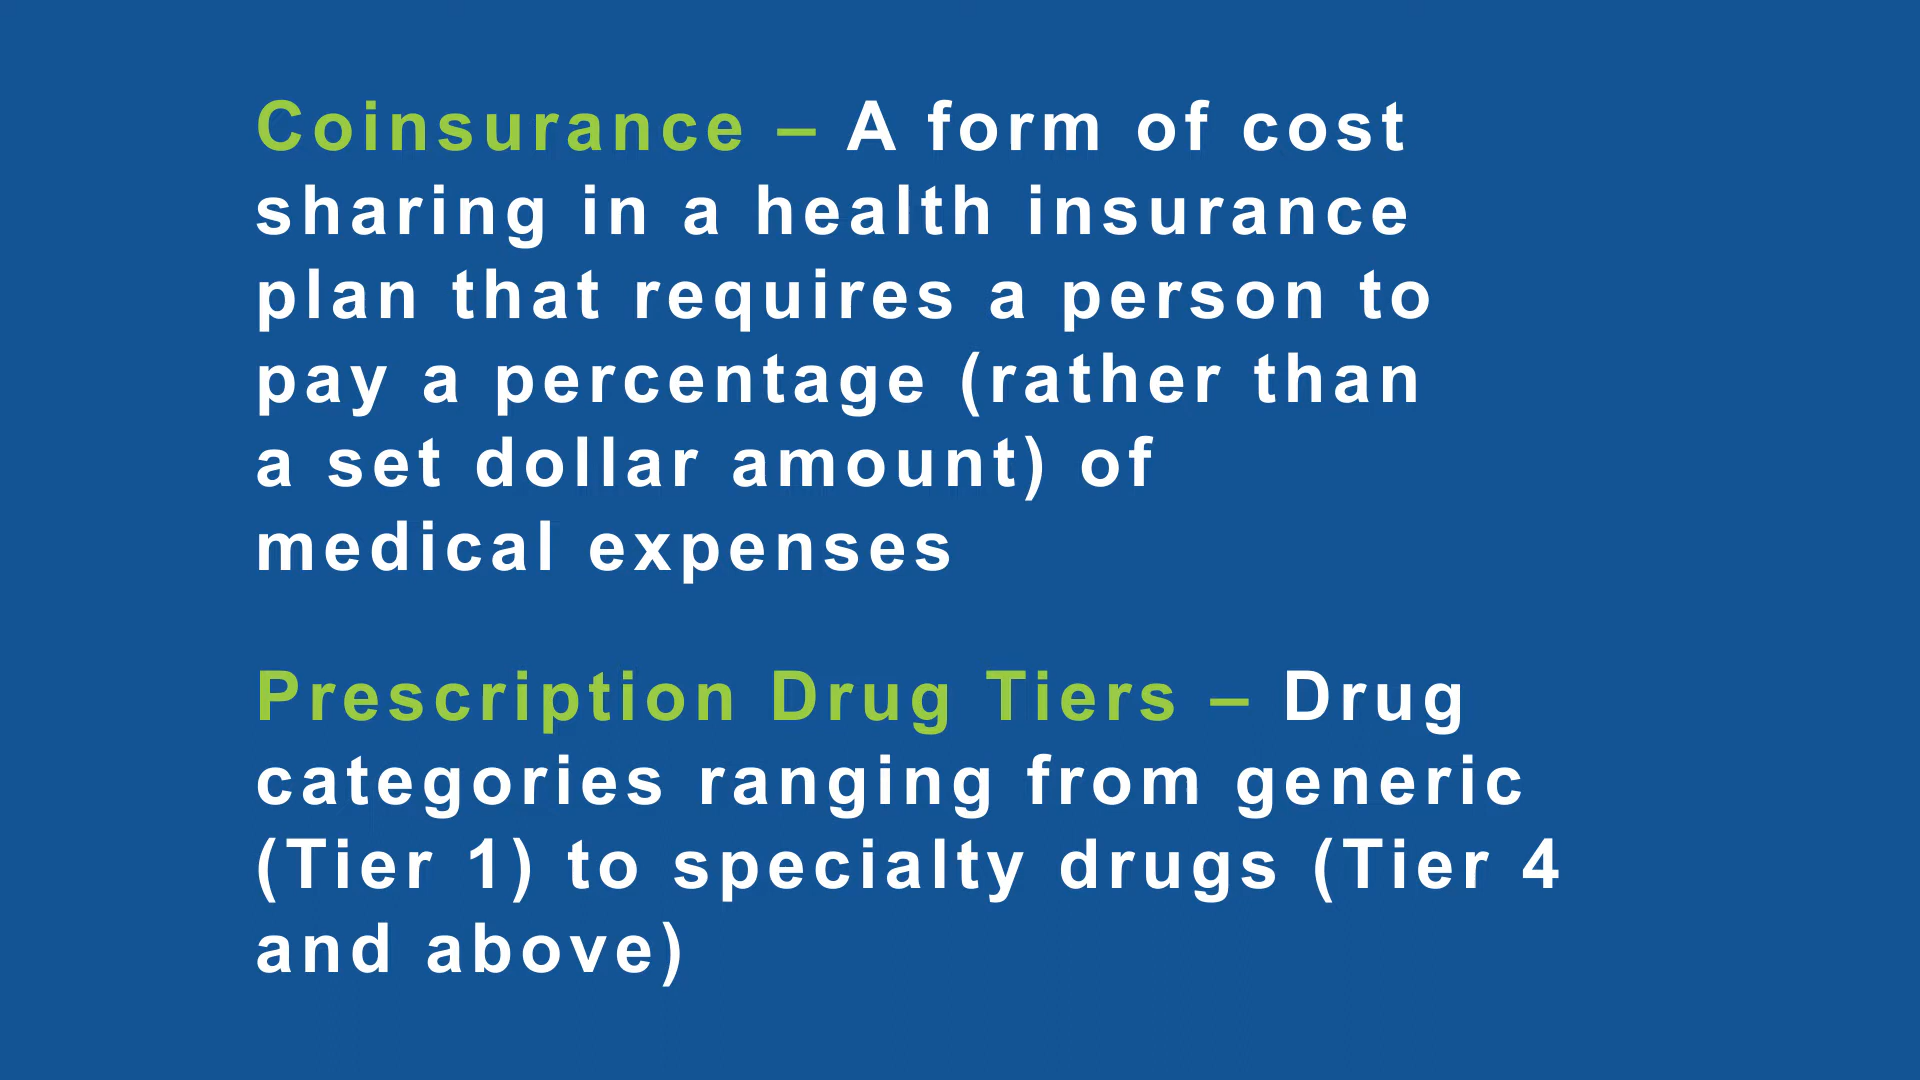 Coinsurance – A form of cost
sharing in a health insurance
plan that requires a person to
pay a percentage (rather than
a set dollar amount) of
medical expenses
Prescription Drug Tiers – Drug
categories ranging from generic
(Tier 1) to specialty drugs (Tier 4
and above)